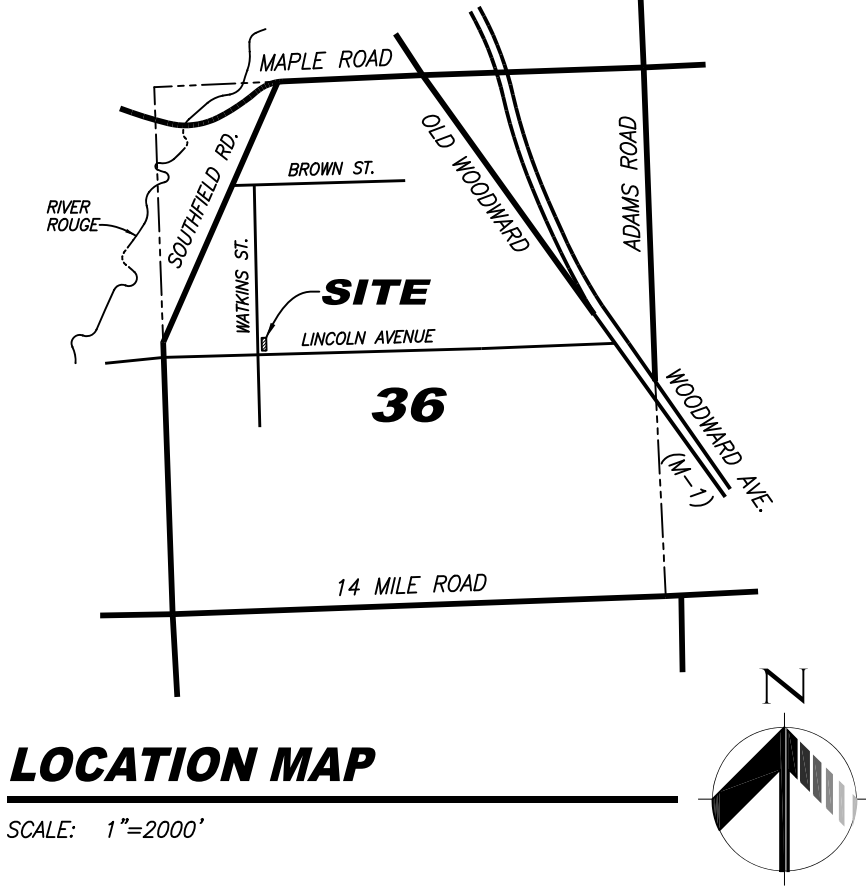 MAPLE ROAD
OLD WOODWARD
ADAMS ROAD
SOUTHFIELD RD.
BROWN ST.
RIVER
ROUGE
WATKINS ST.
SITE
LINCOLN AVENUE
36
WOODWARD AVE.
(M-1)
14 MILE ROAD
N
LOCATION MAP
SCALE: 1"=2000'